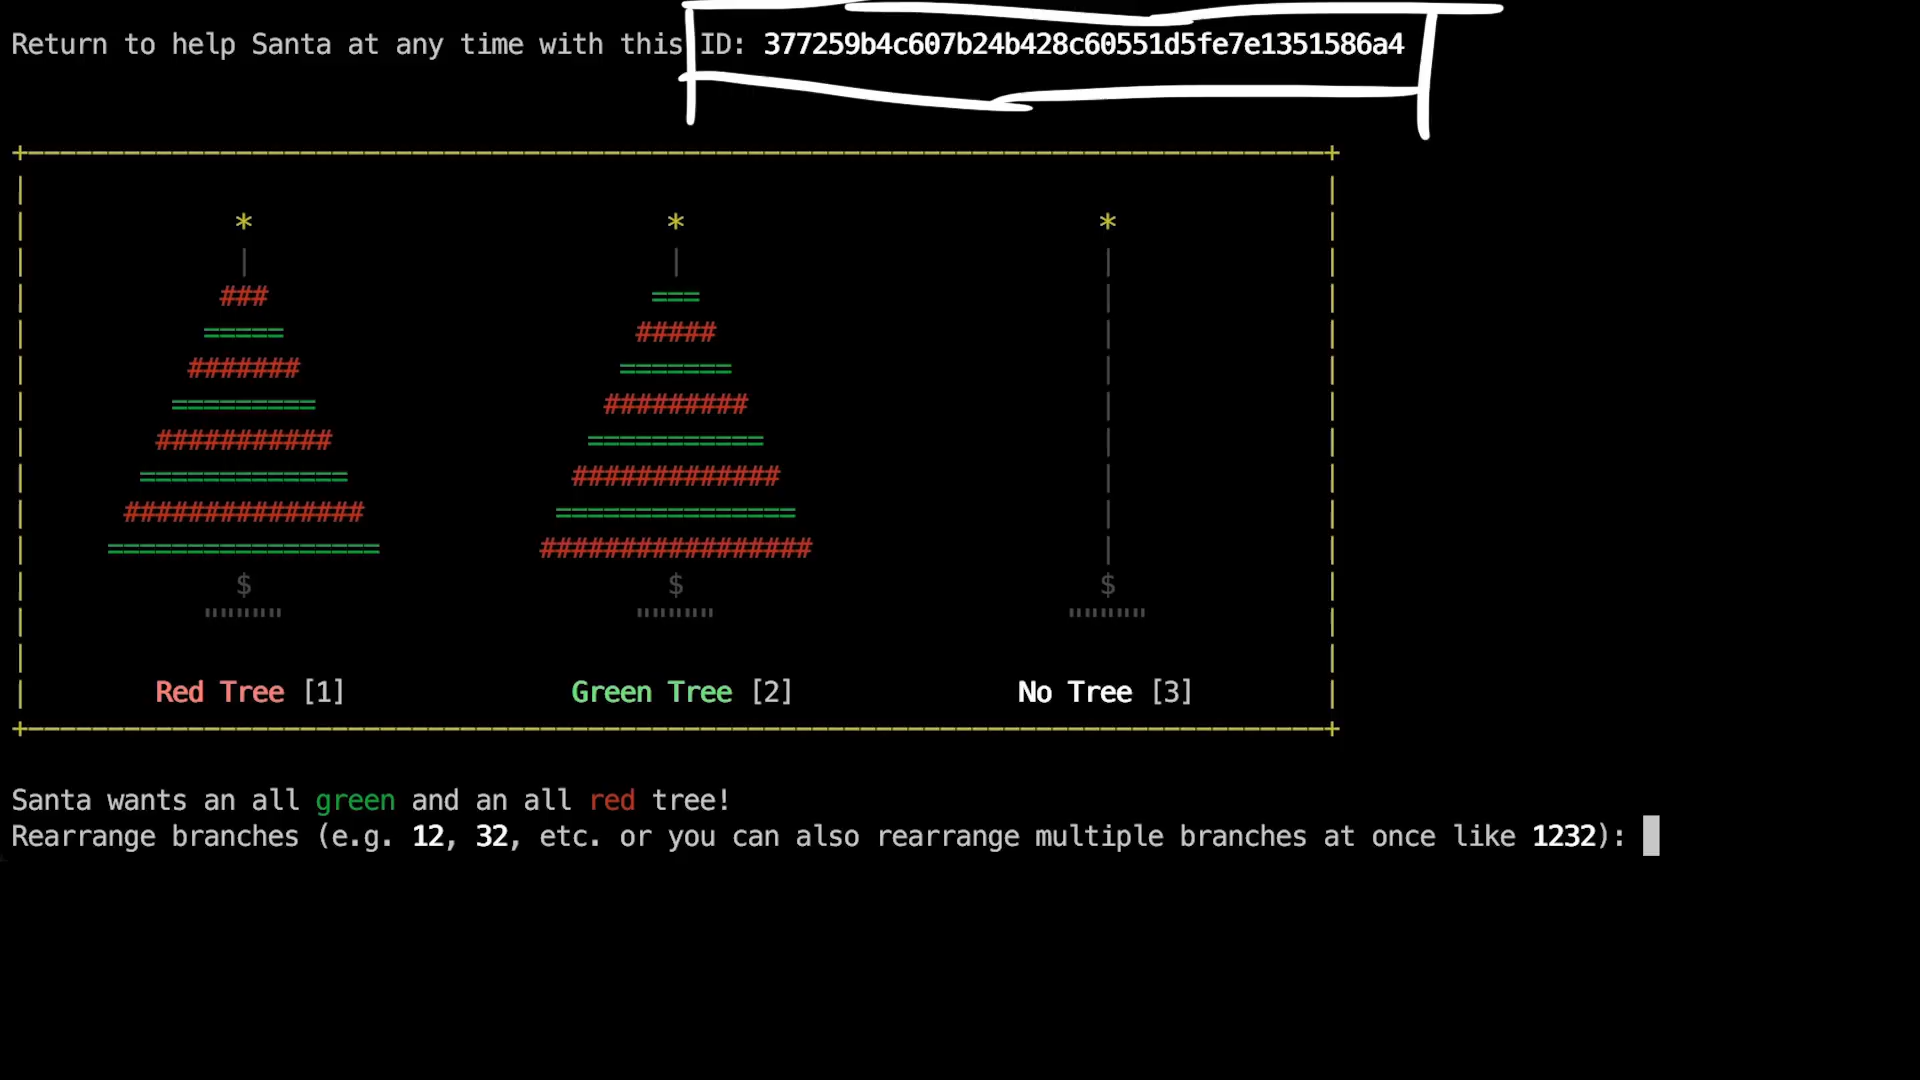 Return to help Santa at any time with this ID: 377259b4c607b24b428c60551d5fe7e1351586a4
* * *
| | |
### === |
===== ##### |
####### ======= |
========= ######### |
########### =========== |
============= ############# |
############### =============== |
================= ################# |
$ $ $
""""""""" """"""""" """""""""
Red Tree [1] Green Tree [2] No Tree [3]
Santa wants an all green and an all red tree!
Rearrange branches (e.g. 12, 32, etc. or you can also rearrange multiple branches at once like 1232):